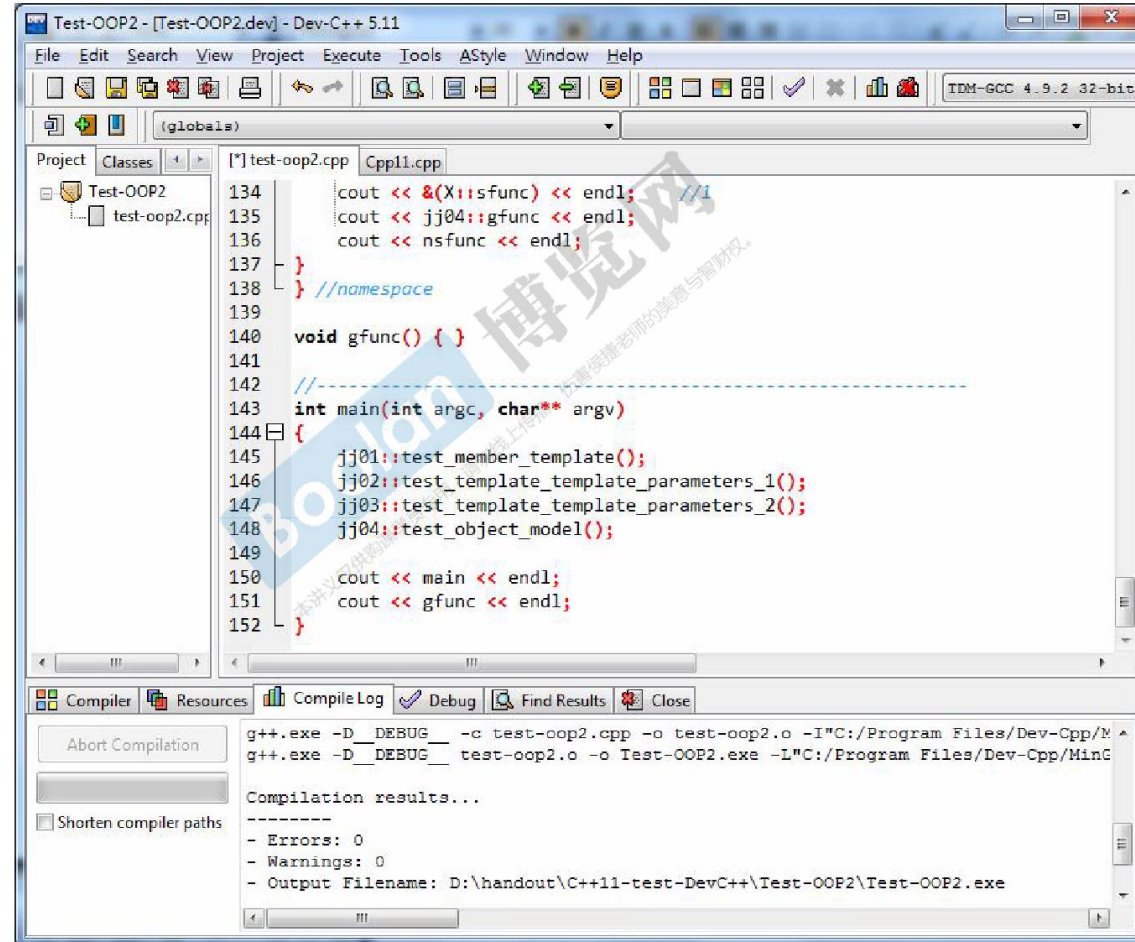 Test-OOP2 - [Test-OOP2.dev] - Dev-C++ 5.11
File Edit Search View Project Execute Tools AStyle Window Help
TDM-GCC 4.9.2 32-bit
(globals)
Project Classes
[*] test-oop2.cpp Cpp11.cpp
Test-OOP2
test-oop2.cpp
134 cout << &(X::sfunc) << endl; //1
135 cout << jj04::gfunc << endl;
136 cout << nsfunc << endl;
137 }
138 } //namespace
139
140 void gfunc() { }
141
142 //---------------------------------------------------------------
143 int main(int argc, char** argv)
144 {
145 jj01::test_member_template();
146 jj02::test_template_template_parameters_1();
147 jj03::test_template_template_parameters_2();
148 jj04::test_object_model();
149
150 cout << main << endl;
151 cout << gfunc << endl;
152 }
Boolan 博览网
Compiler Resources Compile Log Debug Find Results Close
Abort Compilation
Shorten compiler paths
g++.exe -D__DEBUG__ -c test-oop2.cpp -o test-oop2.o -I"C:/Program Files/Dev-Cpp/M
g++.exe -D__DEBUG__ test-oop2.o -o Test-OOP2.exe -L"C:/Program Files/Dev-Cpp/MinG
Compilation results...
--------
- Errors: 0
- Warnings: 0
- Output Filename: D:\handout\C++11-test-DevC++\Test-OOP2\Test-OOP2.exe